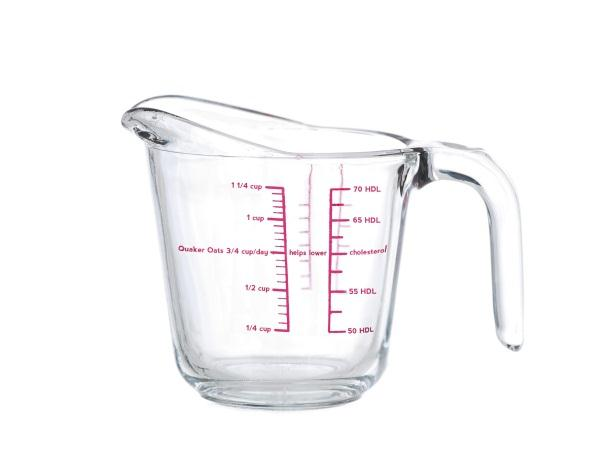 1 1/4 cup 70 HDL
1 cup 65 HDL
Quaker Oats 3/4 cup/day helps lower cholesterol
1/2 cup 55 HDL
1/4 cup 50 HDL